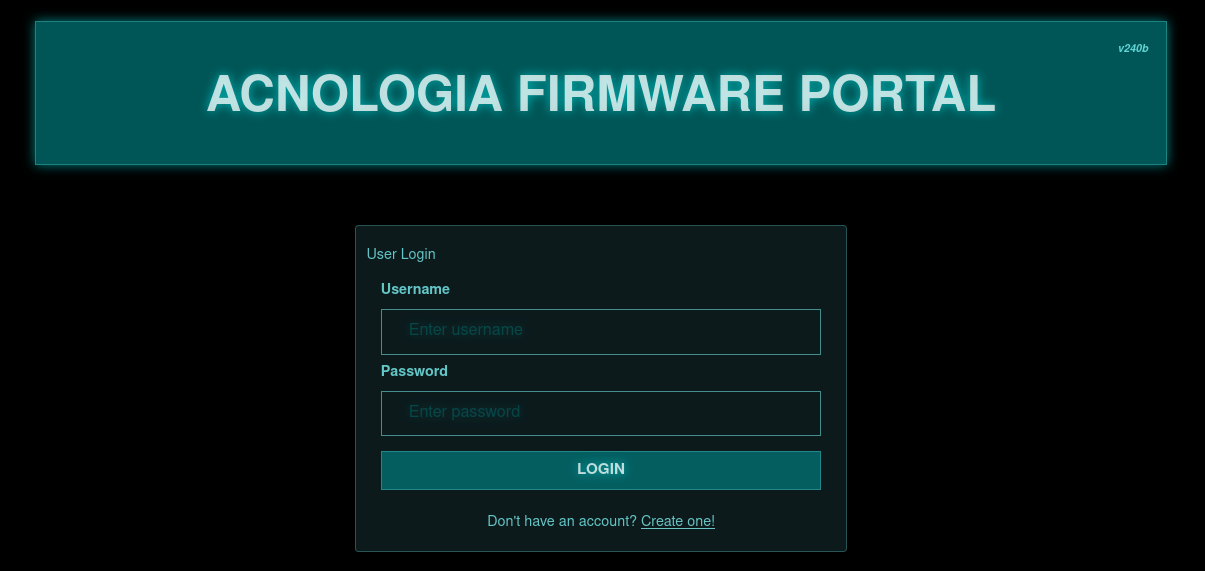 v240b
ACNOLOGIA FIRMWARE PORTAL
User Login
Username
Enter username
Password
Enter password
LOGIN
Don't have an account? Create one!